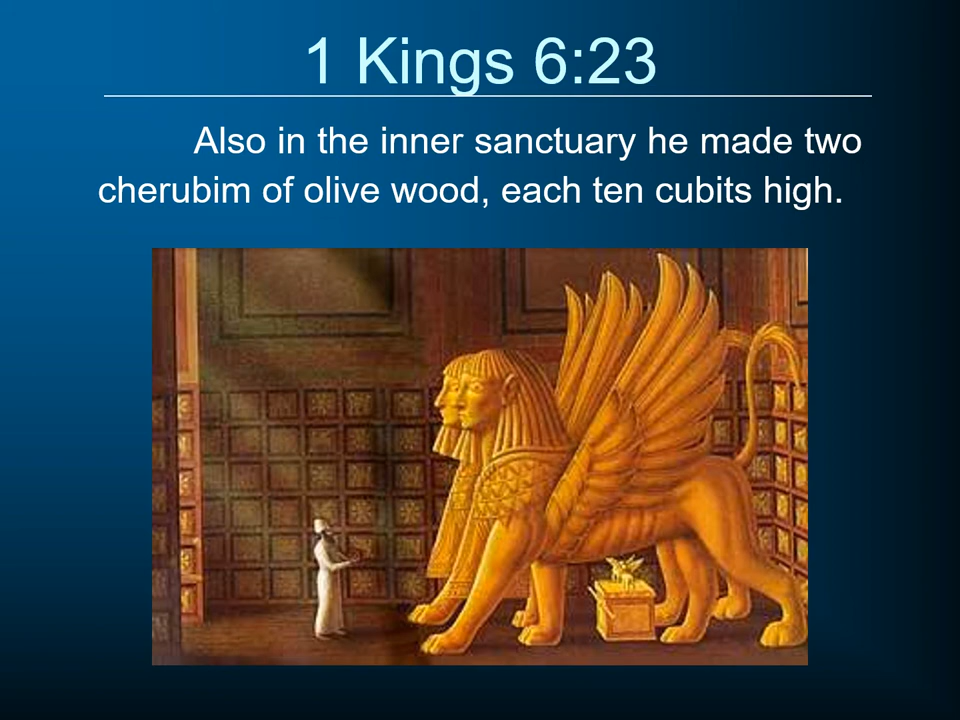 1 Kings 6:23
Also in the inner sanctuary he made two
cherubim of olive wood, each ten cubits high.